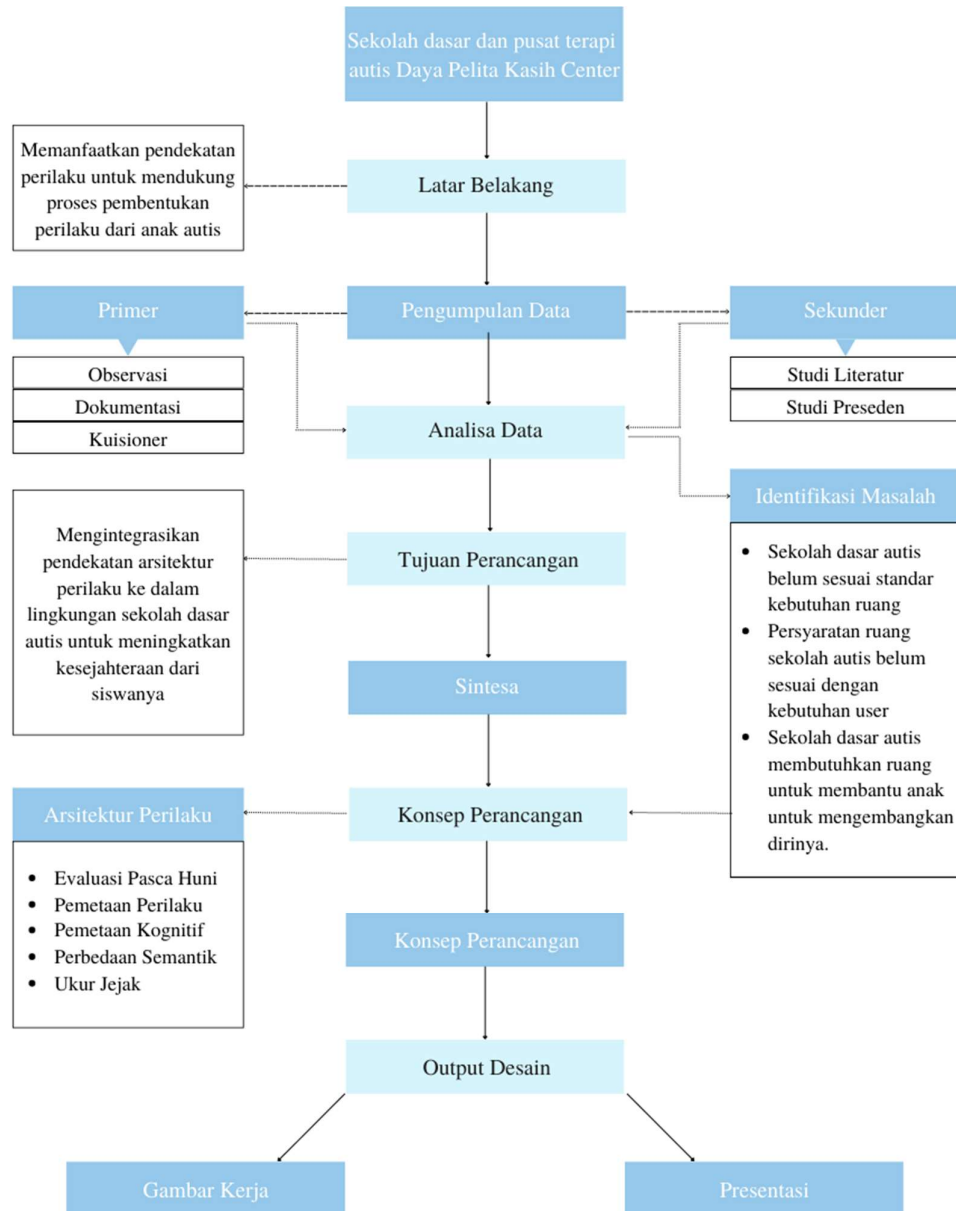 Sekolah dasar dan pusat terapi
autis Daya Pelita Kasih Center
Memanfaatkan pendekatan
perilaku untuk mendukung
proses pembentukan
perilaku dari anak autis
Latar Belakang
Primer
Pengumpulan Data
Sekunder
Observasi
Dokumentasi
Kuisioner
Studi Literatur
Studi Preseden
Analisa Data
Identifikasi Masalah
Mengintegrasikan
pendekatan arsitektur
perilaku ke dalam
lingkungan sekolah dasar
autis untuk meningkatkan
kesejahteraan dari
siswanya
Tujuan Perancangan
• Sekolah dasar autis
belum sesuai standar
kebutuhan ruang
• Persyaratan ruang
sekolah autis belum
sesuai dengan
kebutuhan user
• Sekolah dasar autis
membutuhkan ruang
untuk membantu anak
untuk mengembangkan
dirinya.
Sintesa
Arsitektur Perilaku
Konsep Perancangan
• Evaluasi Pasca Huni
• Pemetaan Perilaku
• Pemetaan Kognitif
• Perbedaan Semantik
• Ukur Jejak
Konsep Perancangan
Output Desain
Gambar Kerja
Presentasi